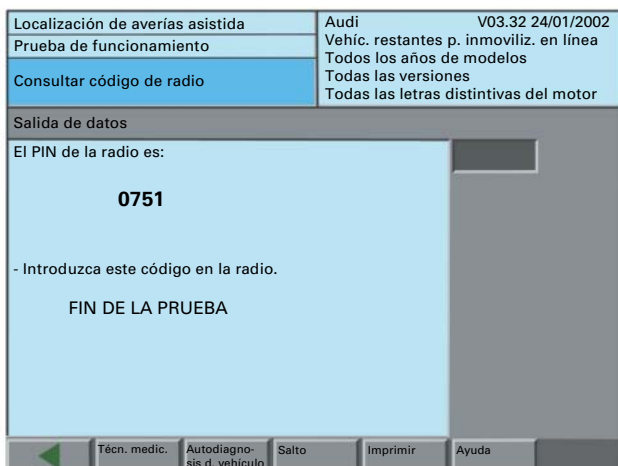 Localización de averías asistida
Prueba de funcionamiento
Consultar código de radio
Audi V03.32 24/01/2002
Vehíc. restantes p. inmoviliz. en línea
Todos los años de modelos
Todas las versiones
Todas las letras distintivas del motor
Salida de datos
El PIN de la radio es:
0751
- Introduzca este código en la radio.
FIN DE LA PRUEBA
Técn. medic.
Autodiagno-
sis d. vehículo
Salto
Imprimir
Ayuda